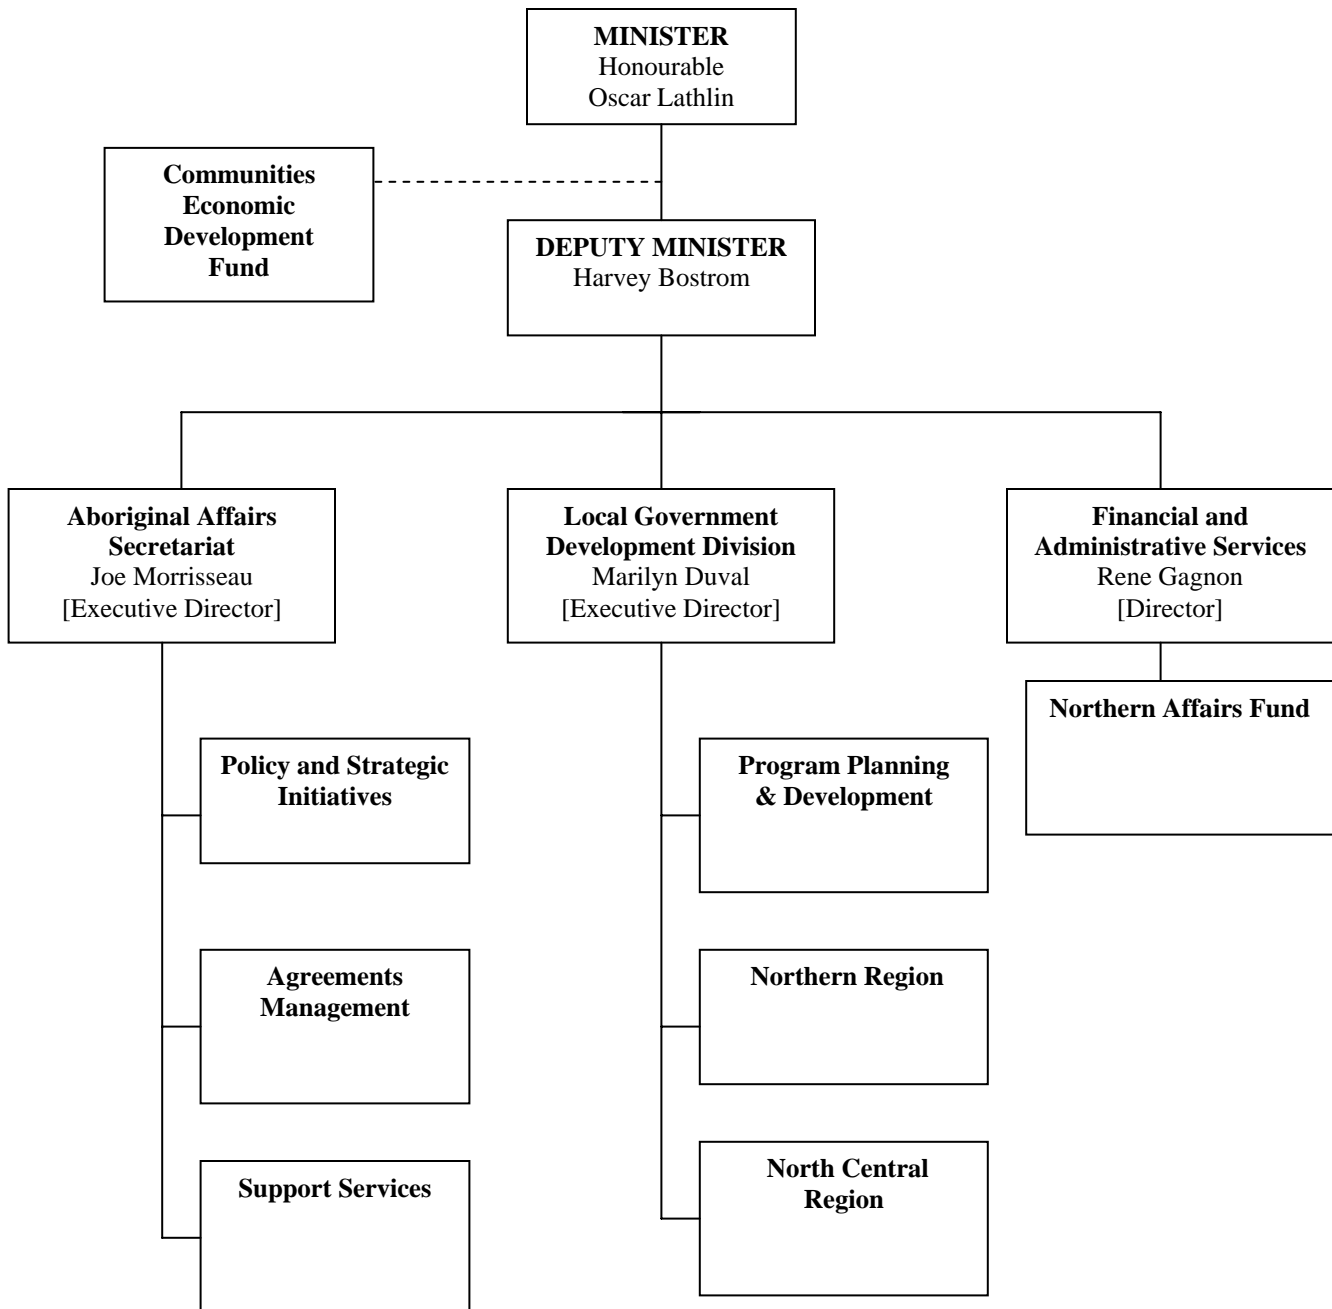 MINISTER
Honourable
Oscar Lathlin
Communities
Economic
Development
Fund
DEPUTY MINISTER
Harvey Bostrom
Aboriginal Affairs
Secretariat
Joe Morrisseau
[Executive Director]
Local Government
Development Division
Marilyn Duval
[Executive Director]
Financial and
Administrative Services
Rene Gagnon
[Director]
Northern Affairs Fund
Policy and Strategic
Initiatives
Program Planning
& Development
Agreements
Management
Northern Region
Support Services
North Central
Region